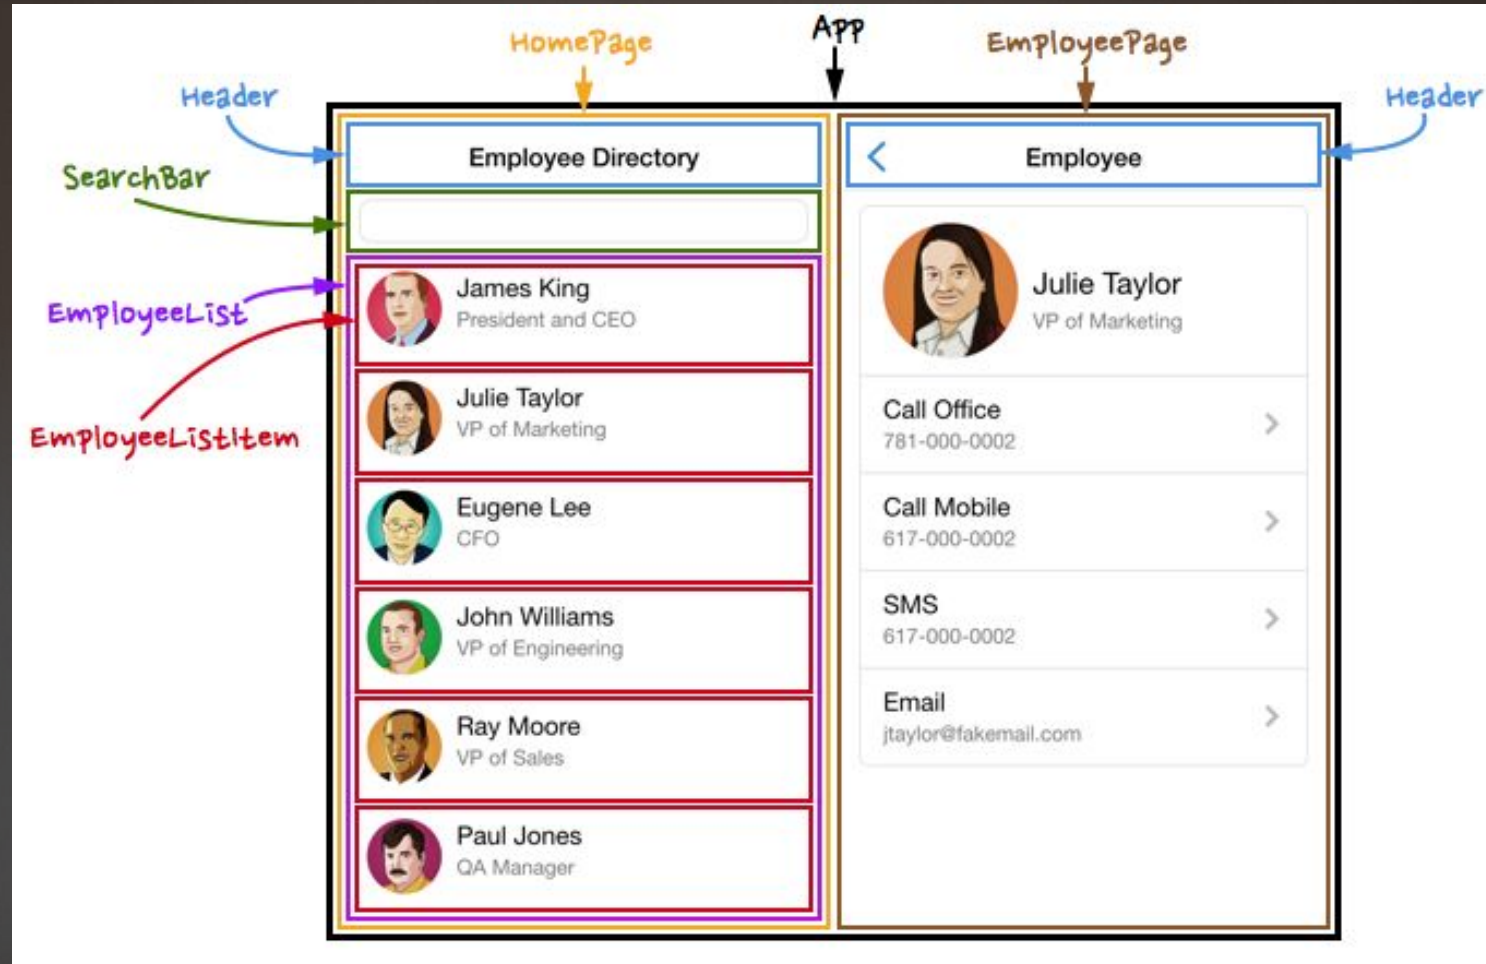 App
HomePage
EmployeePage
Header
Header
SearchBar
EmployeeList
EmployeeListItem
Employee Directory
James King
President and CEO
Julie Taylor
VP of Marketing
Eugene Lee
CFO
John Williams
VP of Engineering
Ray Moore
VP of Sales
Paul Jones
QA Manager
Employee
Julie Taylor
VP of Marketing
Call Office
781-000-0002
Call Mobile
617-000-0002
SMS
617-000-0002
Email
jtaylor@fakemail.com